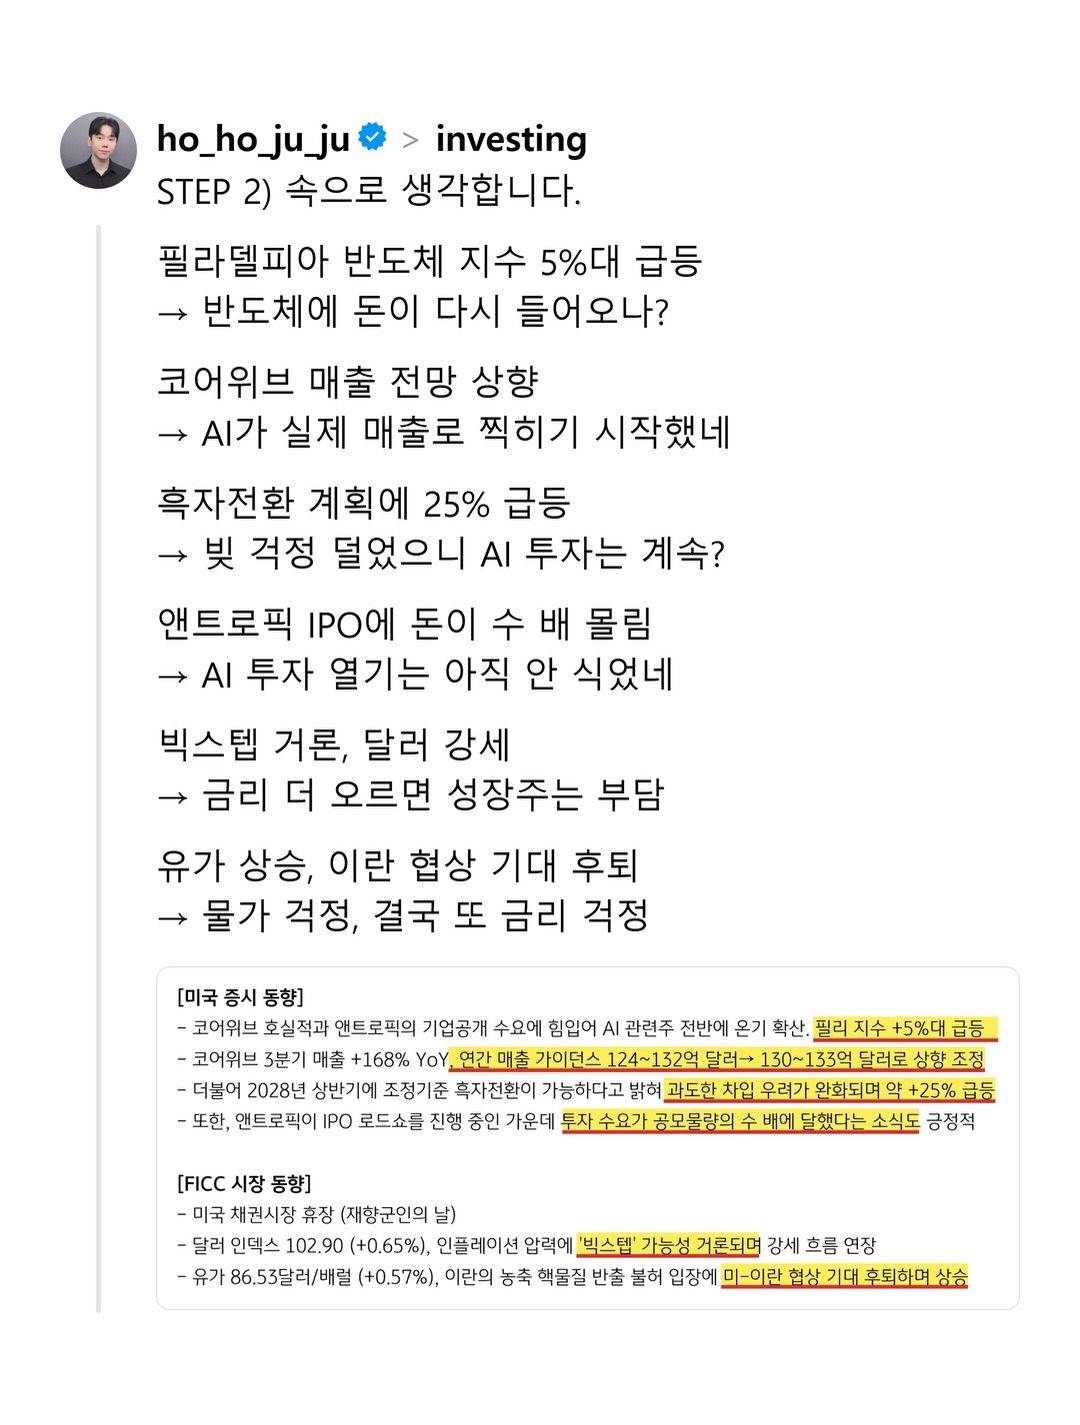 ho_ho_ju_ju > investing
STEP 2) 속으로 생각합니다.
필라델피아 반도체 지수 5%대 급등
→ 반도체에 돈이 다시 들어오나?
코어위브 매출 전망 상향
→ AI가 실제 매출로 찍히기 시작했네
흑자전환 계획에 25% 급등
→ 빚 걱정 덜었으니 AI 투자는 계속?
앤트로픽 IPO에 돈이 수 배 몰림
→ AI 투자 열기는 아직 안 식었네
빅스텝 거론, 달러 강세
→ 금리 더 오르면 성장주는 부담
유가 상승, 이란 협상 기대 후퇴
→ 물가 걱정, 결국 또 금리 걱정
[미국 증시 동향]
- 코어위브 호실적과 앤트로픽의 기업공개 수요에 힘입어 AI 관련주 전반에 온기 확산. 필리 지수 +5%대 급등
- 코어위브 3분기 매출 +168% YoY, 연간 매출 가이던스 124~132억 달러→ 130~133억 달러로 상향 조정
- 더불어 2028년 상반기에 조정기준 흑자전환이 가능하다고 밝혀 과도한 차입 우려가 완화되며 약 +25% 급등
- 또한, 앤트로픽이 IPO 로드쇼를 진행 중인 가운데 투자 수요가 공모물량의 수 배에 달했다는 소식도 긍정적
[FICC 시장 동향]
- 미국 채권시장 휴장 (재향군인의 날)
- 달러 인덱스 102.90 (+0.65%), 인플레이션 압력에 '빅스텝' 가능성 거론되며 강세 흐름 연장
- 유가 86.53달러/배럴 (+0.57%), 이란의 농축 핵물질 반출 불허 입장에 미-이란 협상 기대 후퇴하며 상승